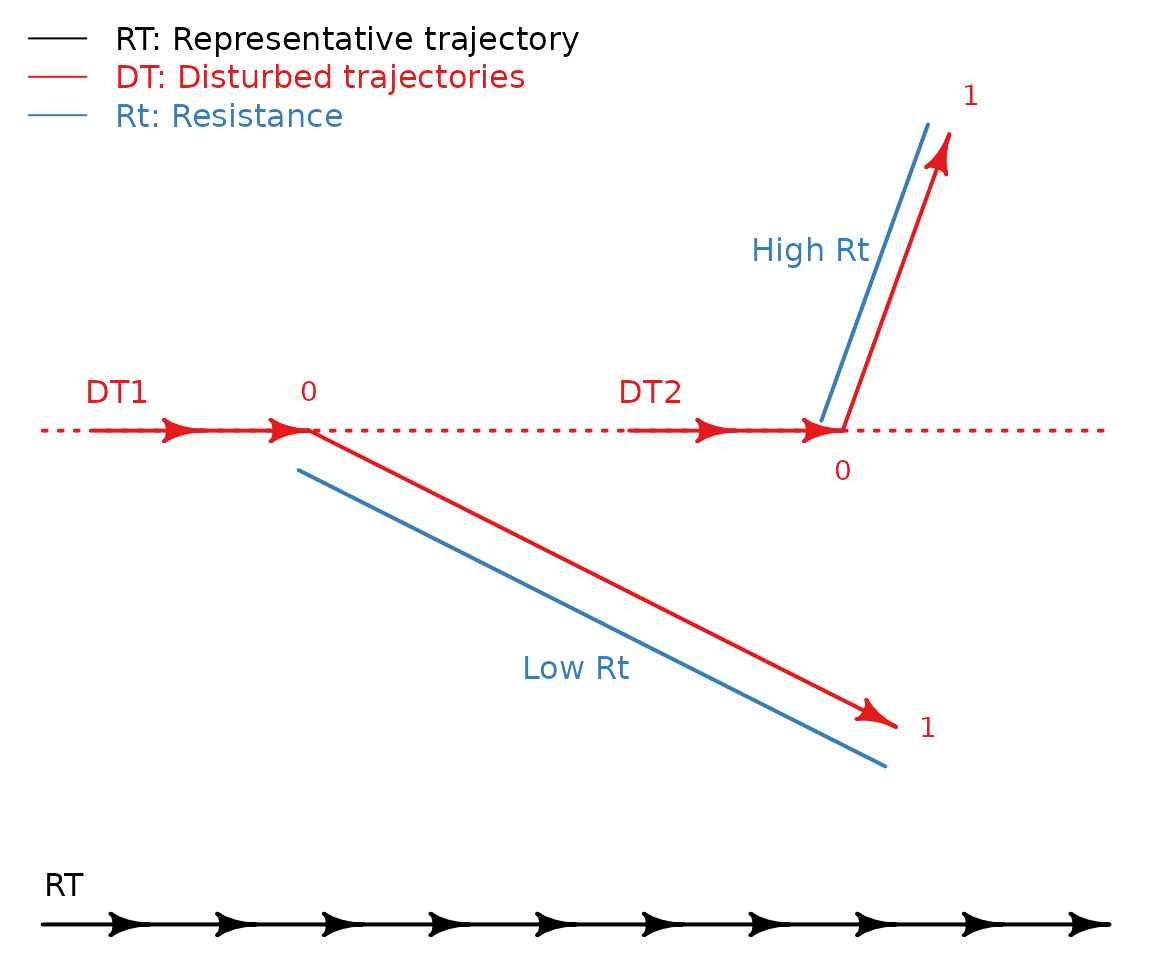 RT: Representative trajectory
DT: Disturbed trajectories
Rt: Resistance
1
High Rt
DT1
0
DT2
0
Low Rt
1
RT